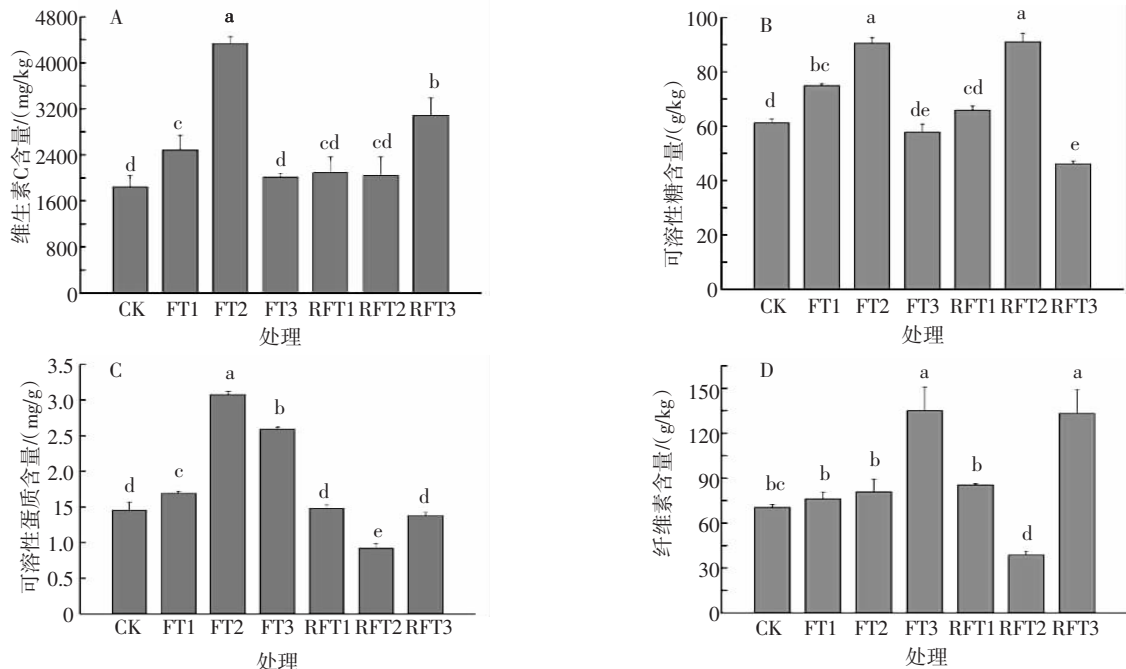 A
维生素C含量/(mg/kg)
4800
4000
3200
2400
1600
800
0
d
c
a
d
cd
cd
b
CK FT1 FT2 FT3 RFT1 RFT2 RFT3
处理
B
可溶性糖含量/(g/kg)
100
80
60
40
20
0
d
bc
a
de
cd
a
e
CK FT1 FT2 FT3 RFT1 RFT2 RFT3
处理
C
可溶性蛋质含量/(mg/g)
3.5
3.0
2.5
1.5
1.0
0.5
0
d
c
a
b
d
e
d
CK FT1 FT2 FT3 RFT1 RFT2 RFT3
处理
D
纤维素含量/(g/kg)
150
120
90
60
30
0
bc
b
b
a
b
d
a
CK FT1 FT2 FT3 RFT1 RFT2 RFT3
处理